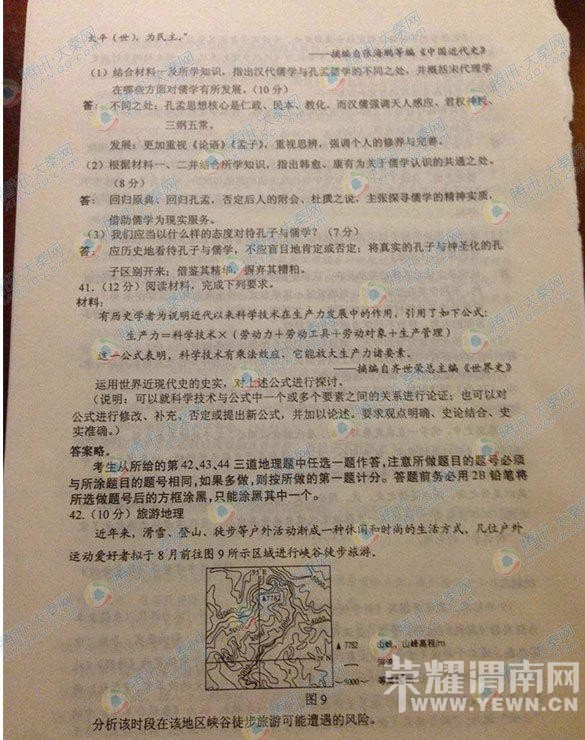 太平（世），为民主。”
——摘编自张海鹏等编《中国近代史》
（1）结合材料一及所学知识，指出汉代儒学与孔孟儒学的不同之处，并概括宋代理学
在哪些方面对儒学有所发展。（10分）
答： 不同之处：孔孟思想核心是仁政、民本、教化。而汉儒强调天人感应、君权神授、
三纲五常。
发展：更加重视《论语》《孟子》，重视思辨，强调个人的修养与完善。
（2）根据材料一、二并结合所学知识，指出韩愈、康有为关于儒学认识的共通之处。
（8分）
答： 回归原典、回归孔孟，否定后人的附会、杜撰之说，主张探寻儒学的精神实质，
借助儒学为现实服务。
（3）我们应当以什么样的态度对待孔子与儒学？（7分）
答： 应历史地看待孔子与儒学，不应盲目地肯定或否定；将真实的孔子与神圣化的孔
子区别开来；借鉴其精华，摒弃其糟粕。
41.（12分）阅读材料，完成下列要求。
材料：
有历史学者为说明近代以来科学技术在生产力发展中的作用，引用了如下公式：
生产力＝科学技术×（劳动力＋劳动工具＋劳动对象＋生产管理）
这一公式表明，科学技术有乘法效应，它能放大生产力诸要素。
——摘编自齐世荣总主编《世界史》
运用世界近现代史的史实，对上述公式进行探讨。
（说明：可以就科学技术与公式中一个或多个要素之间的关系进行论证；也可以对
公式进行修改、补充、否定或提出新公式，并加以论述。要求观点明确、史论结合、史
实准确。）
答案略。
考生从所给的第 42、43、44 三道地理题中任选一题作答，注意所做题目的题号必须
与所涂题目的题号相同，如果多做，则按所做的第一题计分。答题前务必用 2B 铅笔将
所选做题号后的方框涂黑，只能涂黑其中一个。
42.（10分）旅游地理
近年来，滑雪、登山、徒步等户外活动渐成一种休闲和时尚的生活方式。几位户外
运动爱好者拟于8月前往图9所示区域进行峡谷徒步旅游。
95°E
5000
▲7782
5000
4000
▲ 7782 山峰、山峰高程/m
~5000~
图 9
分析该时段在该地区峡谷徒步旅游可能遭遇的风险。
荣耀渭南网
WWW.YEWN.CN
腾讯·大秦网
QQ.COM